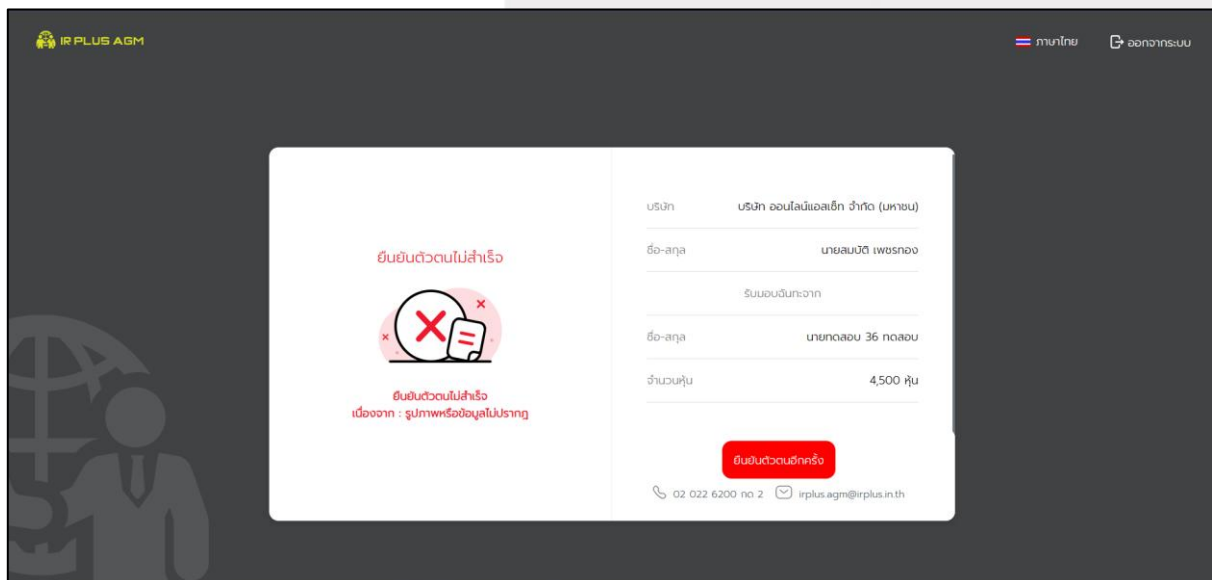 IR PLUS AGM
ภาษาไทย
ออกจากระบบ
ยืนยันตัวตนไม่สำเร็จ
ยืนยันตัวตนไม่สำเร็จ
เนื่องจาก : รูปภาพหรือข้อมูลไม่ปรากฏ
บริษัท บริษัท ออนไลน์แอสเซ็ท จำกัด (มหาชน)
ชื่อ-สกุล นายสมบัติ เพชรทอง
รับมอบฉันทะจาก
ชื่อ-สกุล นายทดสอบ 36 ทดสอบ
จำนวนหุ้น 4,500 หุ้น
ยืนยันตัวตนอีกครั้ง
02 022 6200 กด 2 irplus.agm@irplus.in.th